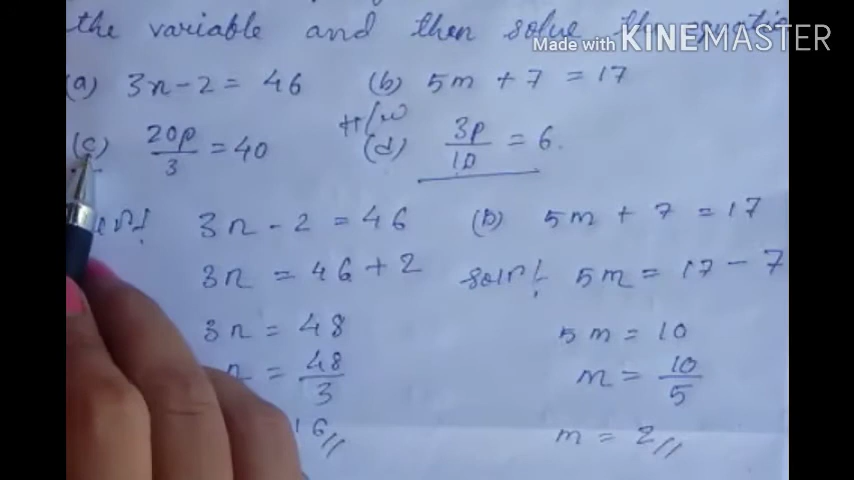 the variable and then solve the equatio
Made with KINEMASTER
(a) 3n - 2 = 46 (b) 5m + 7 = 17
H/W
(c) 20p/3 = 40 (d) 3p/10 = 6.
3n - 2 = 46 (b) 5m + 7 = 17
3n = 46 + 2 soln! 5m = 17 - 7
3n = 48 5m = 10
n = 48/3 m = 10/5
16// m = 2//